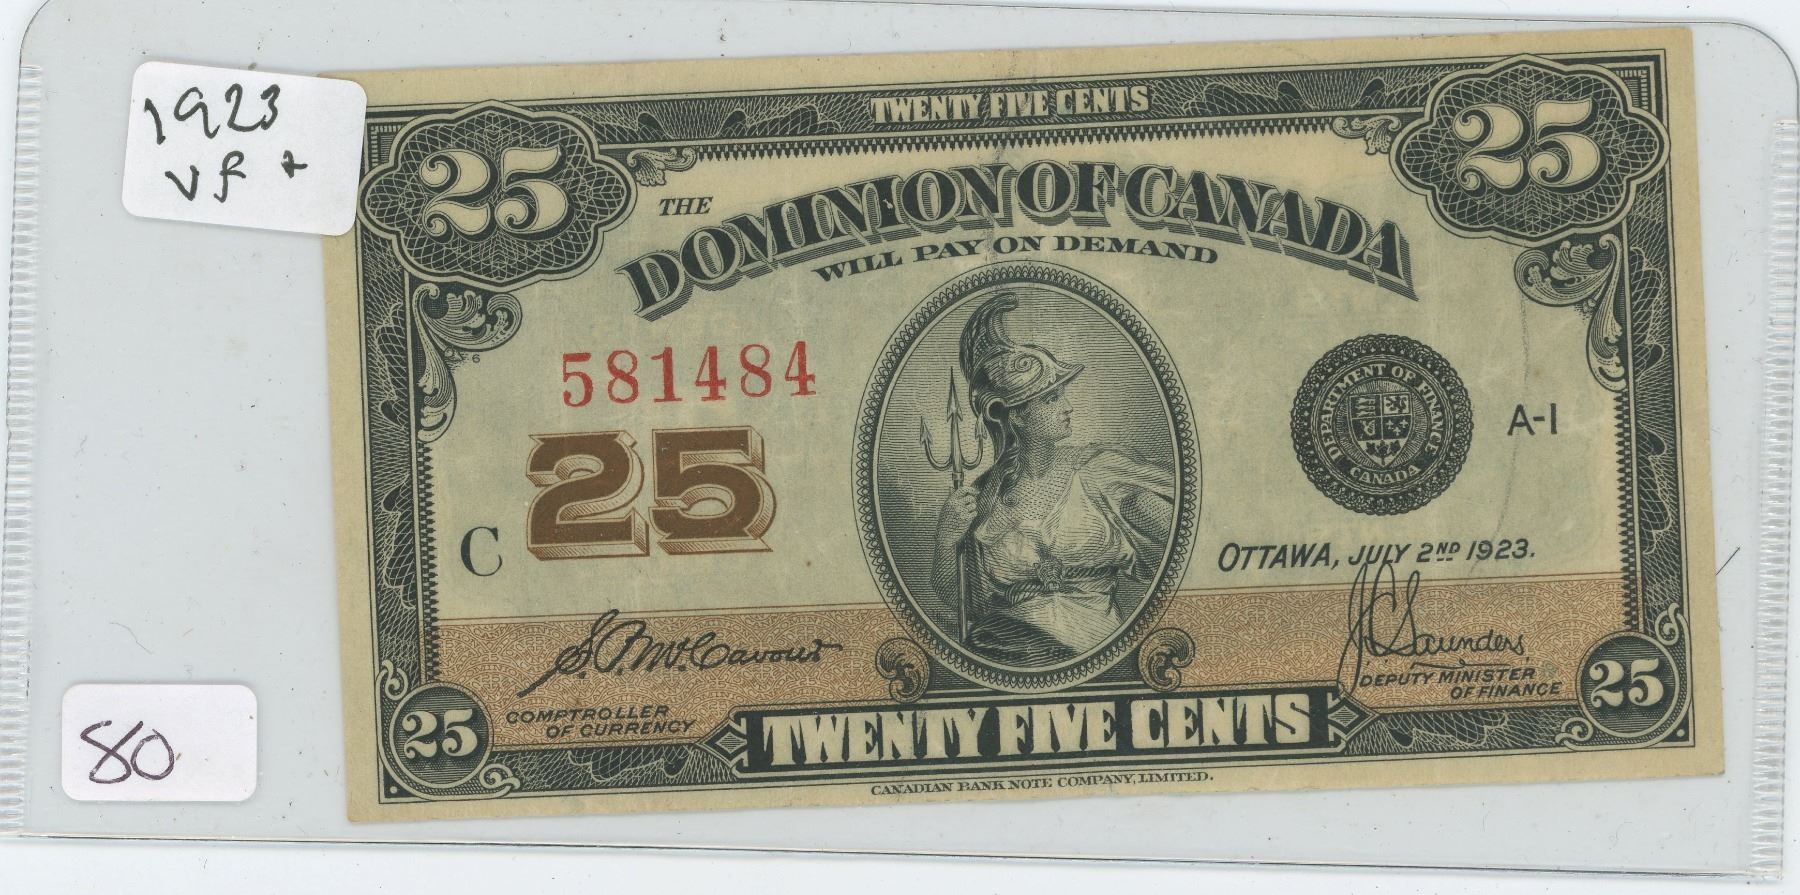 1923
VF +
80
TWENTY FIVE CENTS
25
25
THE
DOMINION OF CANADA
WILL PAY ON DEMAND
581484
25
C
DEPARTMENT OF FINANCE
CANADA
A-1
OTTAWA, JULY 2ND 1923.
J.C. Saunders
DEPUTY MINISTER
OF FINANCE
COMPTROLLER
OF CURRENCY
25
25
TWENTY FIVE CENTS
CANADIAN BANK NOTE COMPANY, LIMITED.